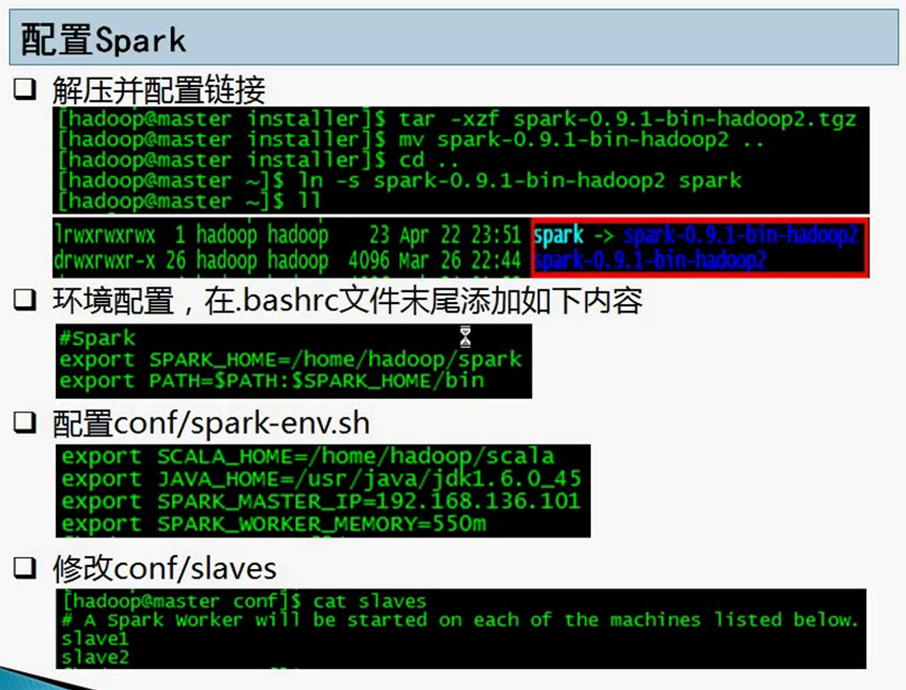 配置Spark
解压并配置链接
[hadoop@master installer]$ tar -xzf spark-0.9.1-bin-hadoop2.tgz
[hadoop@master installer]$ mv spark-0.9.1-bin-hadoop2 ..
[hadoop@master installer]$ cd ..
[hadoop@master ~]$ ln -s spark-0.9.1-bin-hadoop2 spark
[hadoop@master ~]$ ll
lrwxrwxrwx 1 hadoop hadoop 23 Apr 22 23:51 spark -> spark-0.9.1-bin-hadoop2
drwxrwxr-x 26 hadoop hadoop 4096 Mar 26 22:44 spark-0.9.1-bin-hadoop2
环境配置，在.bashrc文件末尾添加如下内容
#Spark
export SPARK_HOME=/home/hadoop/spark
export PATH=$PATH:$SPARK_HOME/bin
配置conf/spark-env.sh
export SCALA_HOME=/home/hadoop/scala
export JAVA_HOME=/usr/java/jdk1.6.0_45
export SPARK_MASTER_IP=192.168.136.101
export SPARK_WORKER_MEMORY=550m
修改conf/slaves
[hadoop@master conf]$ cat slaves
# A Spark Worker will be started on each of the machines listed below.
slave1
slave2